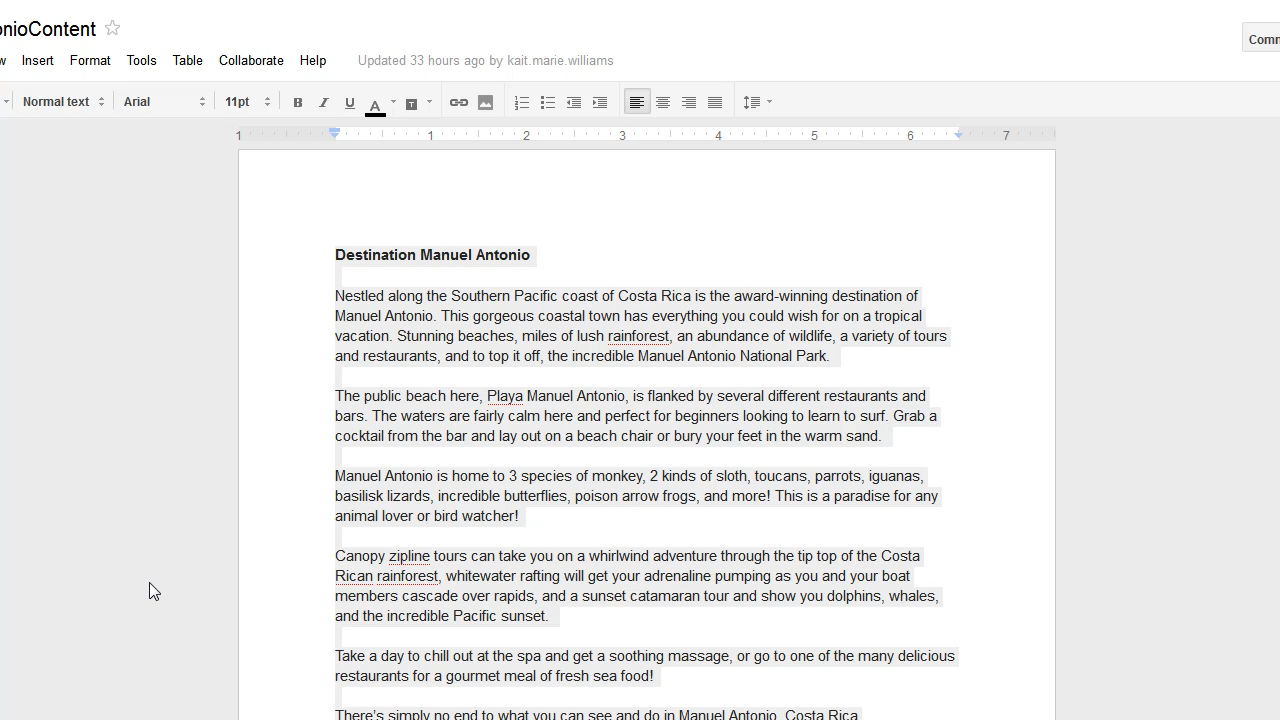 onioContent
Comm
w Insert Format Tools Table Collaborate Help Updated 33 hours ago by kait.marie.williams
Normal text Arial 11pt B I U A T
1 1 2 3 4 5 6 7
Destination Manuel Antonio
Nestled along the Southern Pacific coast of Costa Rica is the award-winning destination of
Manuel Antonio. This gorgeous coastal town has everything you could wish for on a tropical
vacation. Stunning beaches, miles of lush rainforest, an abundance of wildlife, a variety of tours
and restaurants, and to top it off, the incredible Manuel Antonio National Park.
The public beach here, Playa Manuel Antonio, is flanked by several different restaurants and
bars. The waters are fairly calm here and perfect for beginners looking to learn to surf. Grab a
cocktail from the bar and lay out on a beach chair or bury your feet in the warm sand.
Manuel Antonio is home to 3 species of monkey, 2 kinds of sloth, toucans, parrots, iguanas,
basilisk lizards, incredible butterflies, poison arrow frogs, and more! This is a paradise for any
animal lover or bird watcher!
Canopy zipline tours can take you on a whirlwind adventure through the tip top of the Costa
Rican rainforest, whitewater rafting will get your adrenaline pumping as you and your boat
members cascade over rapids, and a sunset catamaran tour and show you dolphins, whales,
and the incredible Pacific sunset.
Take a day to chill out at the spa and get a soothing massage, or go to one of the many delicious
restaurants for a gourmet meal of fresh sea food!
There's simply no end to what you can see and do in Manuel Antonio, Costa Rica